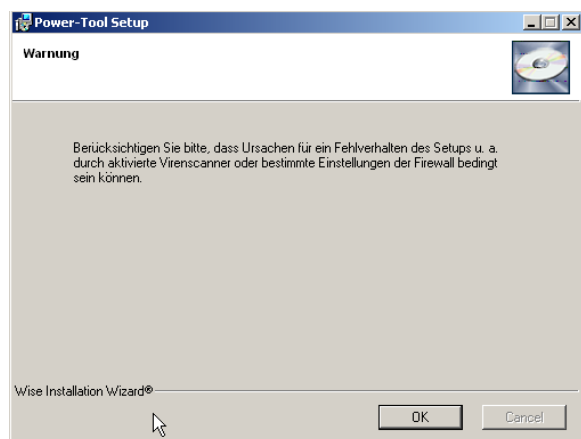 Power-Tool Setup
Warnung
Berücksichtigen Sie bitte, dass Ursachen für ein Fehlverhalten des Setups u. a.
durch aktivierte Virenscanner oder bestimmte Einstellungen der Firewall bedingt
sein können.
Wise Installation Wizard®
OK
Cancel